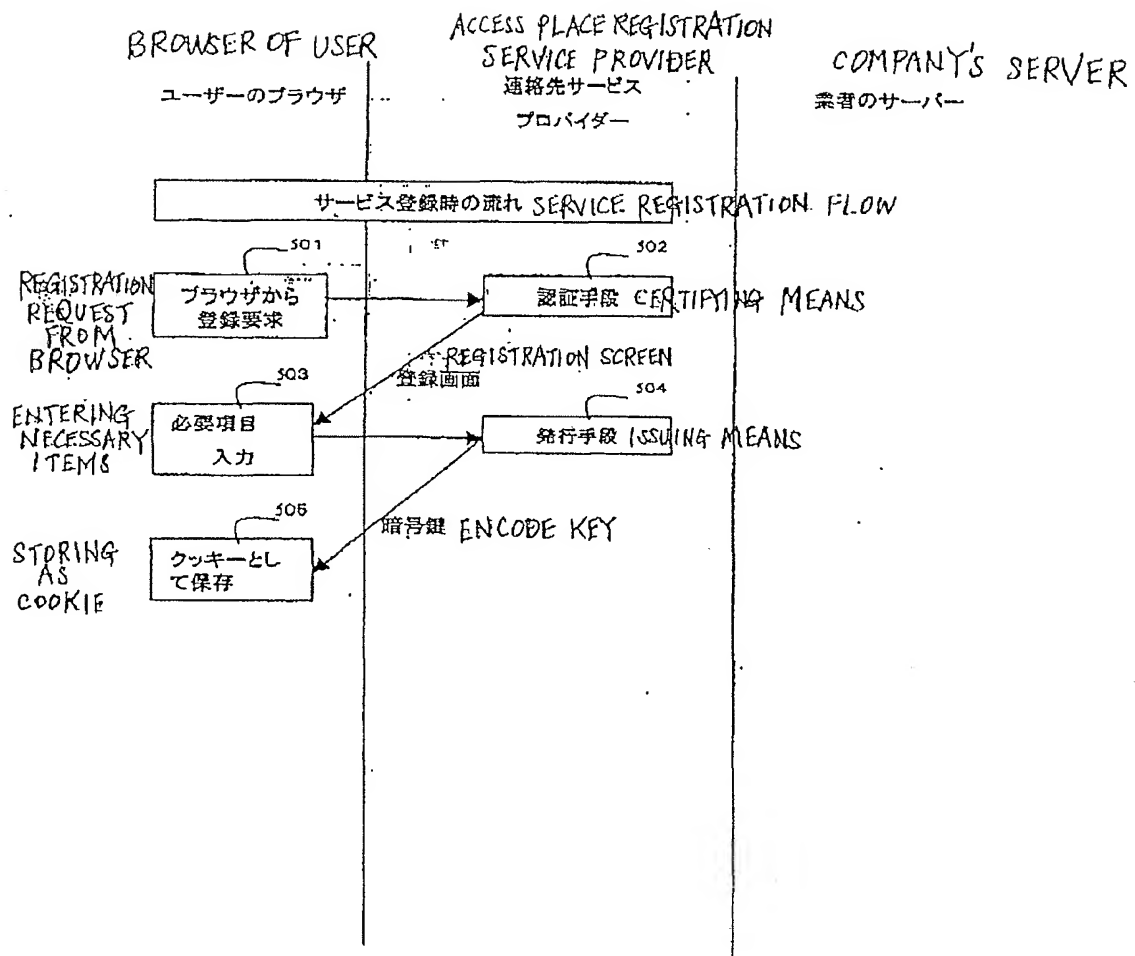 BROWSER OF USER
ユーザーのブラウザ
ACCESS PLACE REGISTRATION
SERVICE PROVIDER
連絡先サービス
プロバイダー
COMPANY'S SERVER
業者のサーバー
サービス登録時の流れ SERVICE REGISTRATION FLOW
501
REGISTRATION
REQUEST
FROM
BROWSER
ブラウザから
登録要求
502
認証手段 CERTIFYING MEANS
REGISTRATION SCREEN
登録画面
503
ENTERING
NECESSARY
ITEMS
必要項目
入力
504
発行手段 ISSUING MEANS
暗号鍵 ENCODE KEY
505
STORING
AS
COOKIE
クッキーとし
て保存